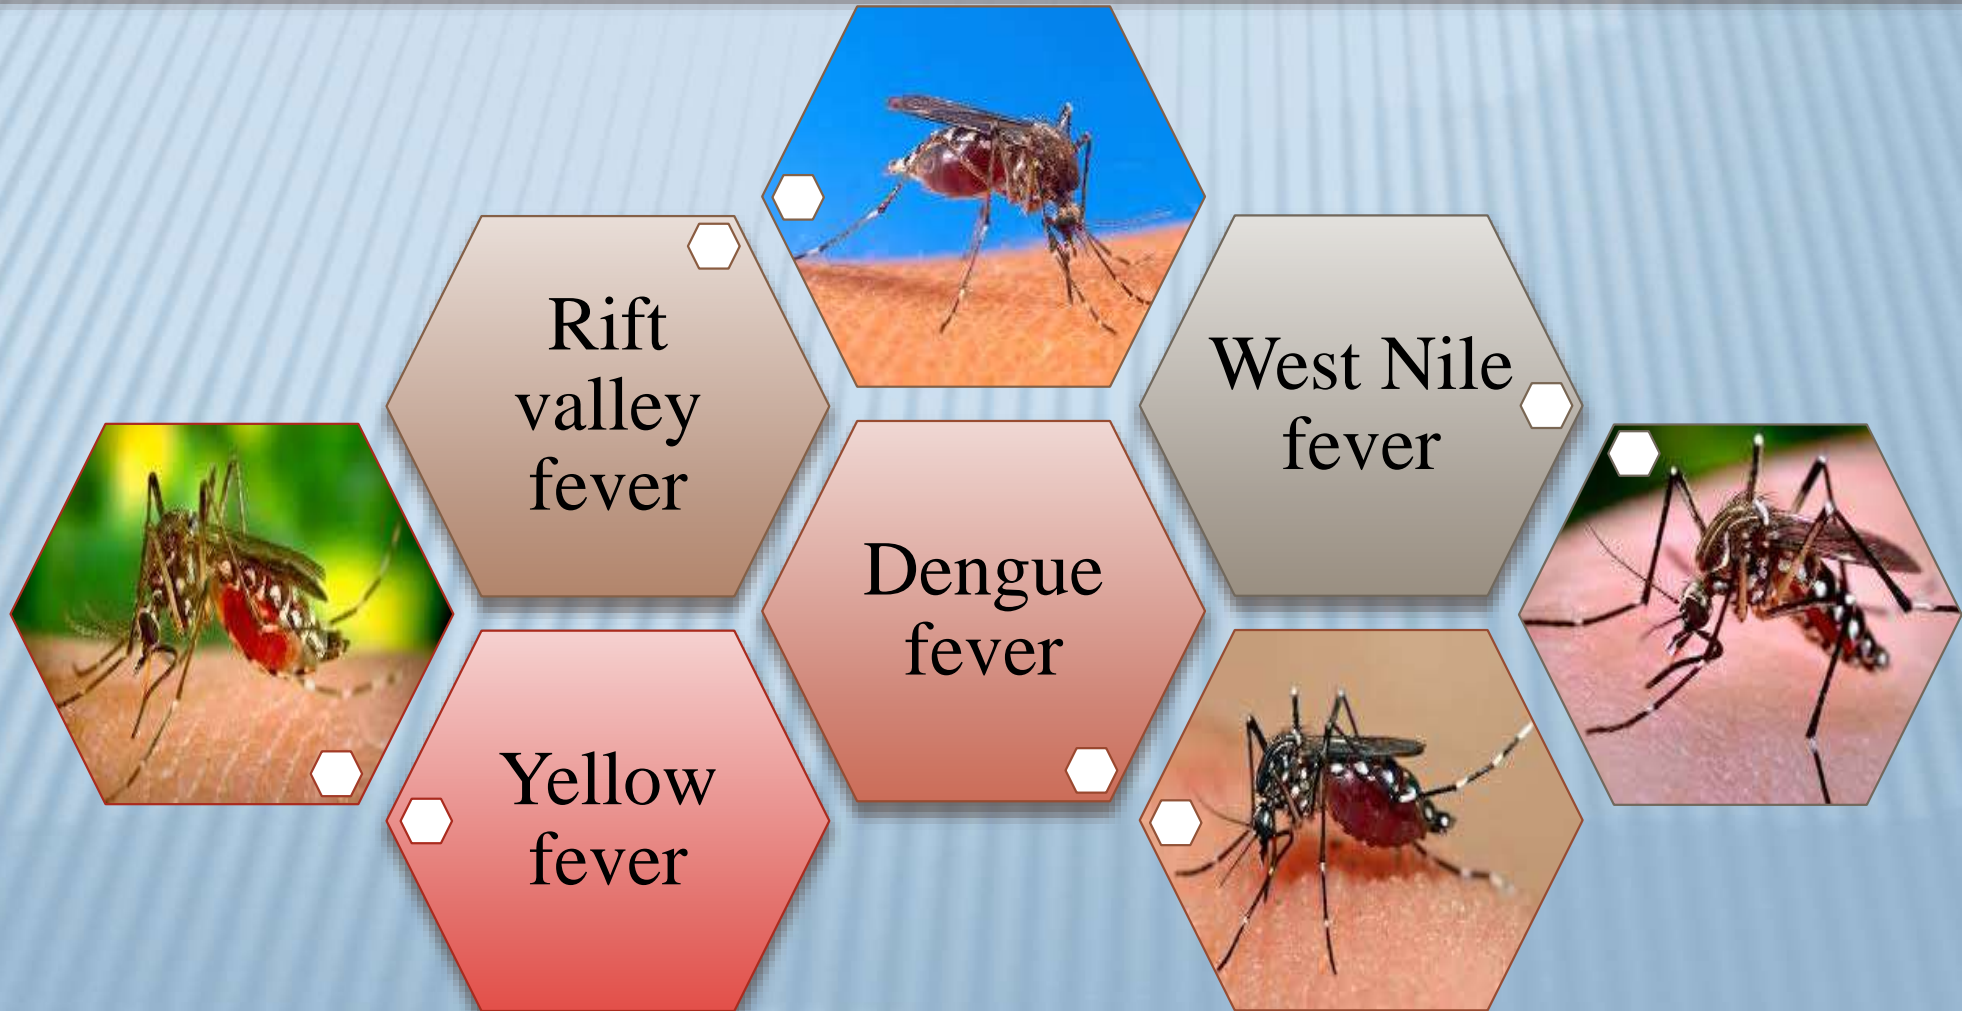 Rift
valley
fever
West Nile
fever
Dengue
fever
Yellow
fever